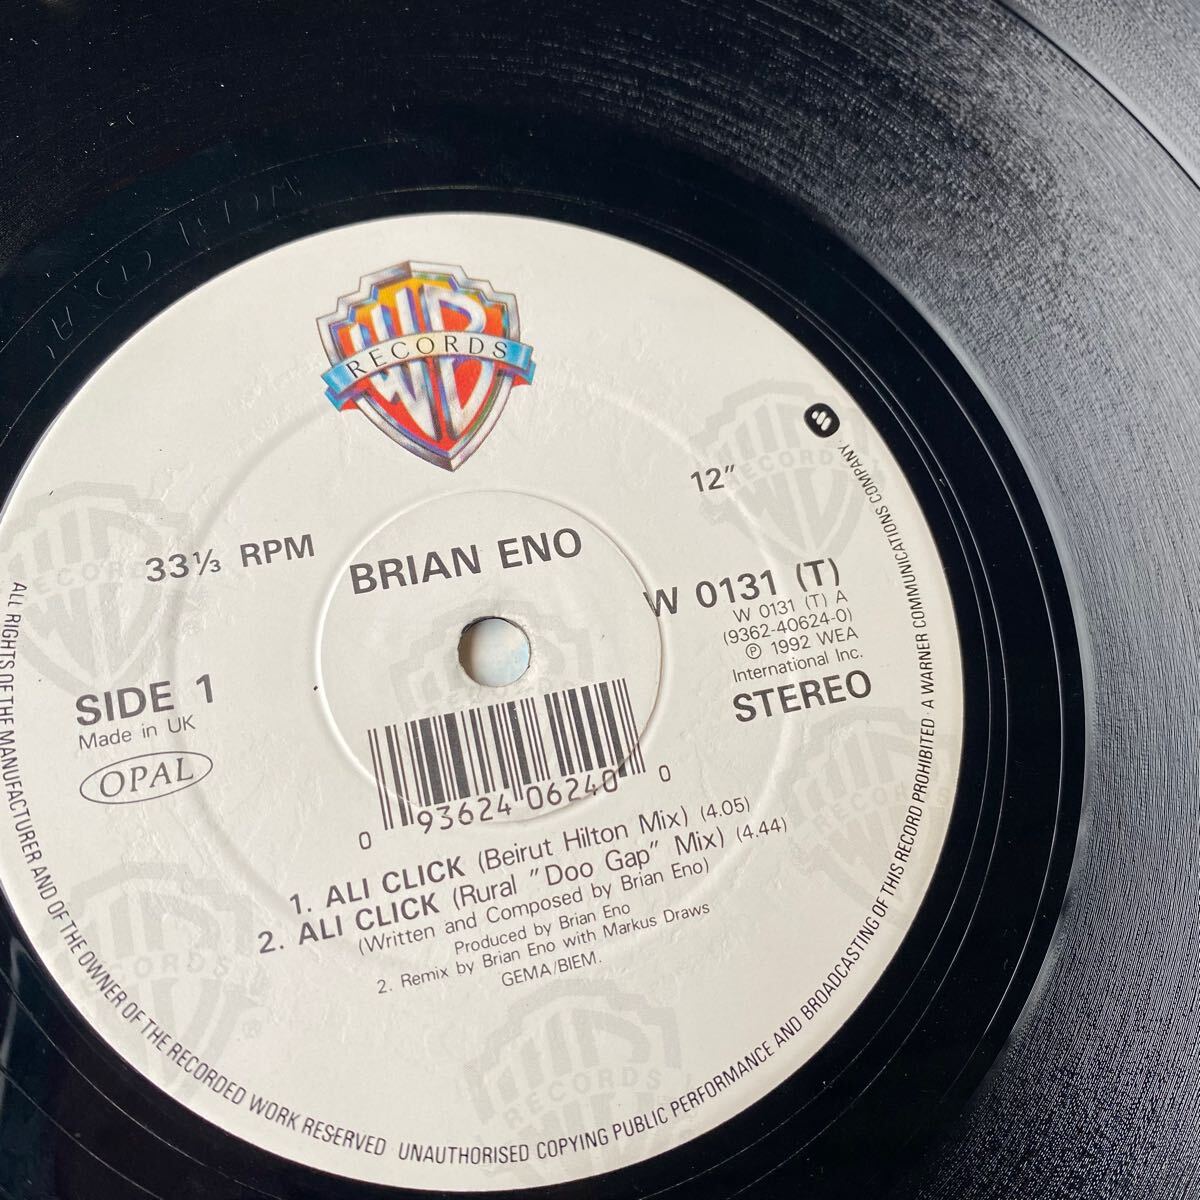 WB
RECORDS
12"
33⅓ RPM
BRIAN ENO
W 0131 (T)
W 0131 (T) A
(9362-40624-0)
℗ 1992 WEA
International Inc.
STEREO
SIDE 1
Made in UK
OPAL
0 93624 06240 0
1. ALI CLICK (Beirut Hilton Mix) (4.05)
2. ALI CLICK (Rural "Doo Gap" Mix) (4.44)
(Written and Composed by Brian Eno)
Produced by Brian Eno
2. Remix by Brian Eno with Markus Draws
GEMA/BIEM.
ALL RIGHTS OF THE MANUFACTURER AND OF THE OWNER OF THE RECORDED WORK RESERVED UNAUTHORISED COPYING PUBLIC PERFORMANCE AND BROADCASTING OF THIS RECORD PROHIBITED A WARNER COMMUNICATIONS COMPANY